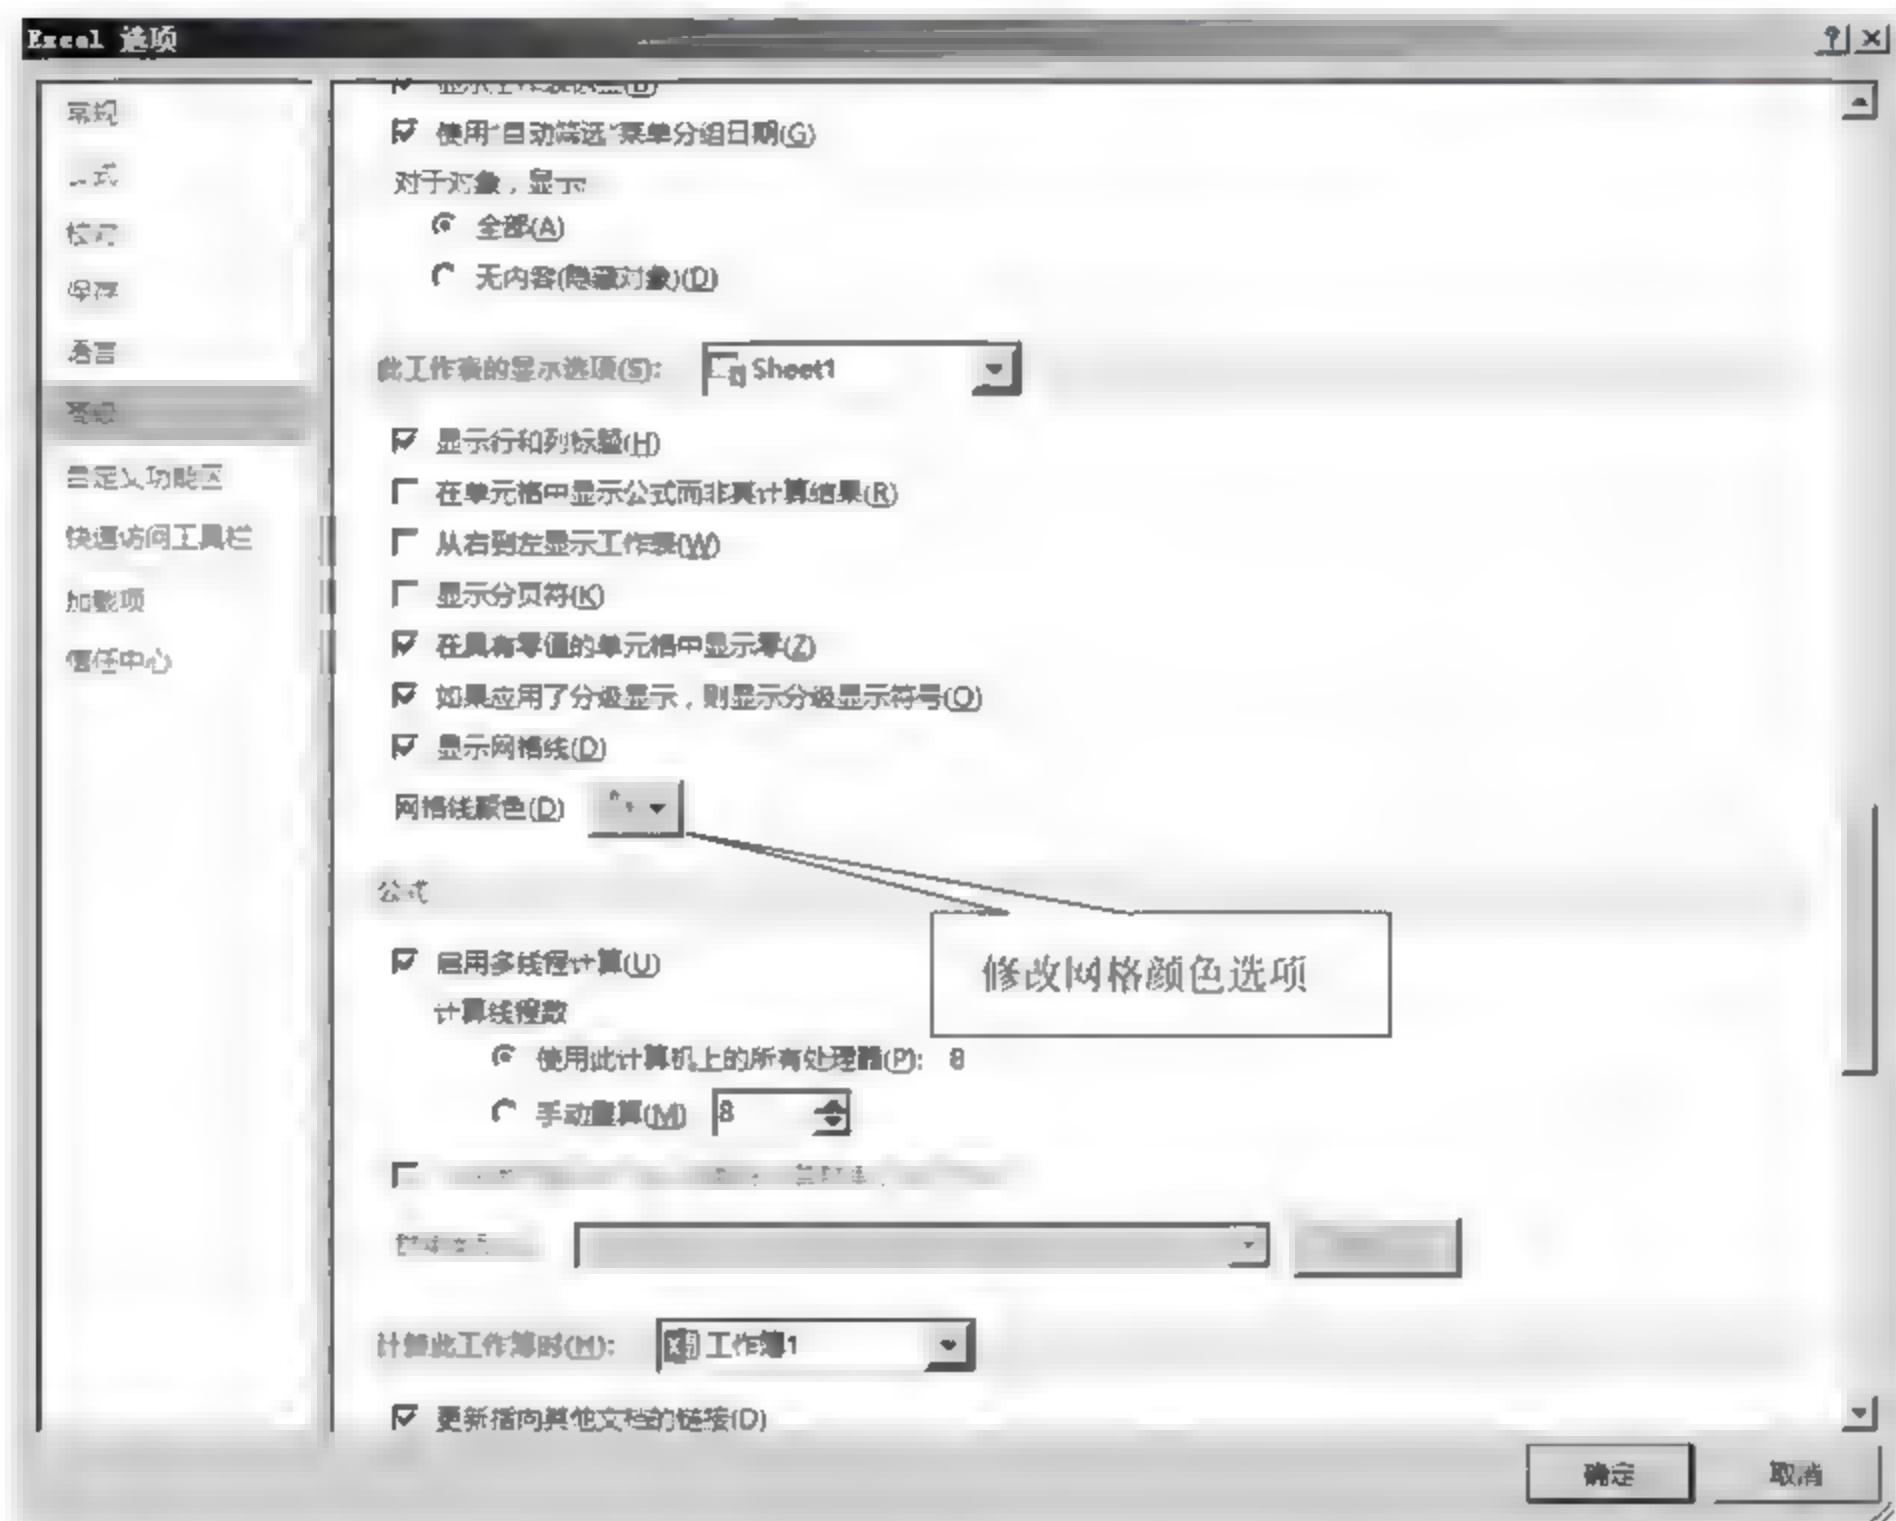 Excel 选项
常规
式
保存
语言
高级
自定义功能区
快速访问工具栏
加载项
信任中心
使用"自动筛选"菜单分组日期(G)
对于对象，显示
全部(A)
无内容(隐藏对象)(D)
此工作表的显示选项(S):
Sheet1
显示行和列标题(H)
在单元格中显示公式而非其计算结果(R)
从右到左显示工作表(W)
显示分页符(K)
在具有零值的单元格中显示零(Z)
如果应用了分级显示，则显示分级显示符号(O)
显示网格线(D)
网格线颜色(D)
公式
修改网格颜色选项
启用多线程计算(U)
计算线程数
使用此计算机上的所有处理器(P): 8
手动重算(M) 8
计算此工作簿时(H):
工作簿1
更新指向其他文档的链接(D)
确定
取消